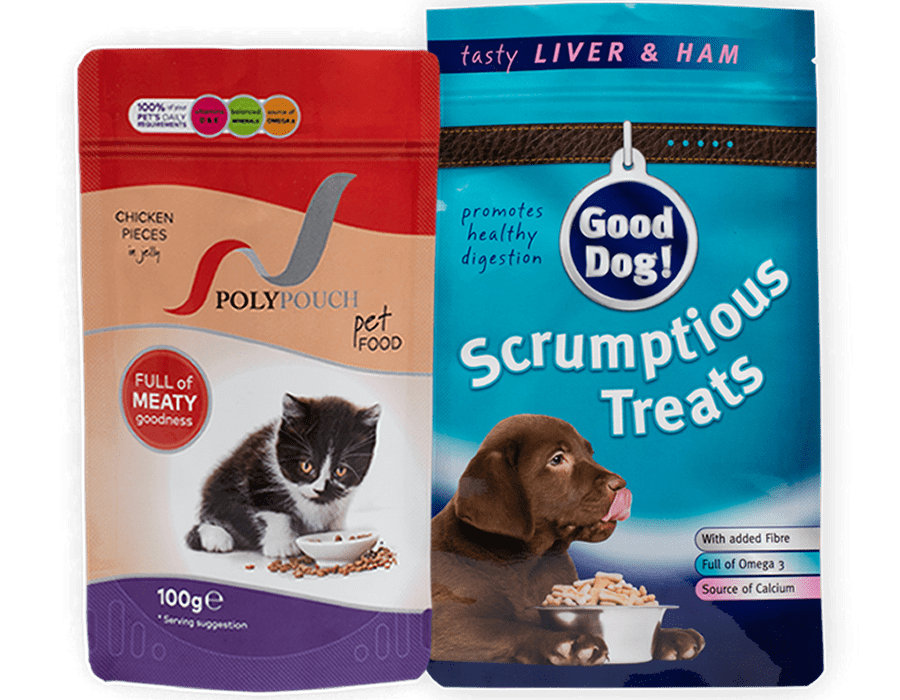 100% of your
PET'S DAILY
REQUIREMENTS
vitamins
D & E
balanced
MINERALS
source of
OMEGA 3
CHICKEN
PIECES
in jelly
POLYPOUCH
pet
FOOD
FULL of
MEATY
goodness
100g℮
* Serving suggestion
tasty LIVER & HAM
promotes
healthy
digestion
Good
Dog!
Scrumptious
Treats
With added Fibre
Full of Omega 3
Source of Calcium